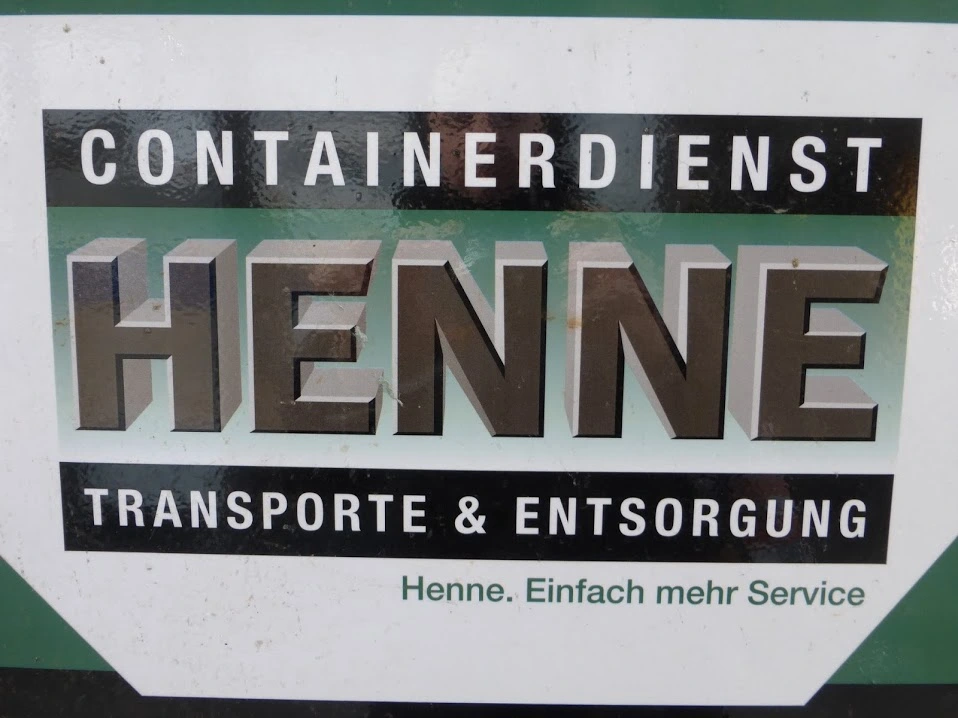 CONTAINERDIENST
HENNE
TRANSPORTE & ENTSORGUNG
Henne. Einfach mehr Service